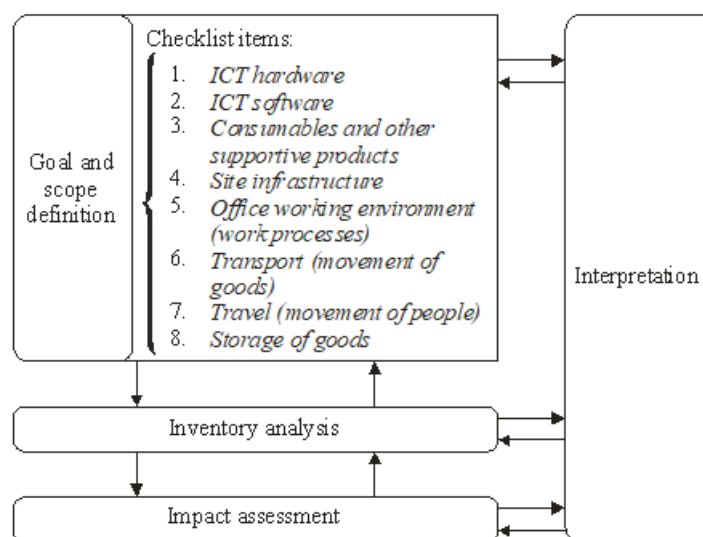 Goal and
scope
definition
Checklist items:
1. ICT hardware
2. ICT software
3. Consumables and other
supportive products
4. Site infrastructure
5. Office working environment
(work processes)
6. Transport (movement of
goods)
7. Travel (movement of people)
8. Storage of goods
Interpretation
Inventory analysis
Impact assessment